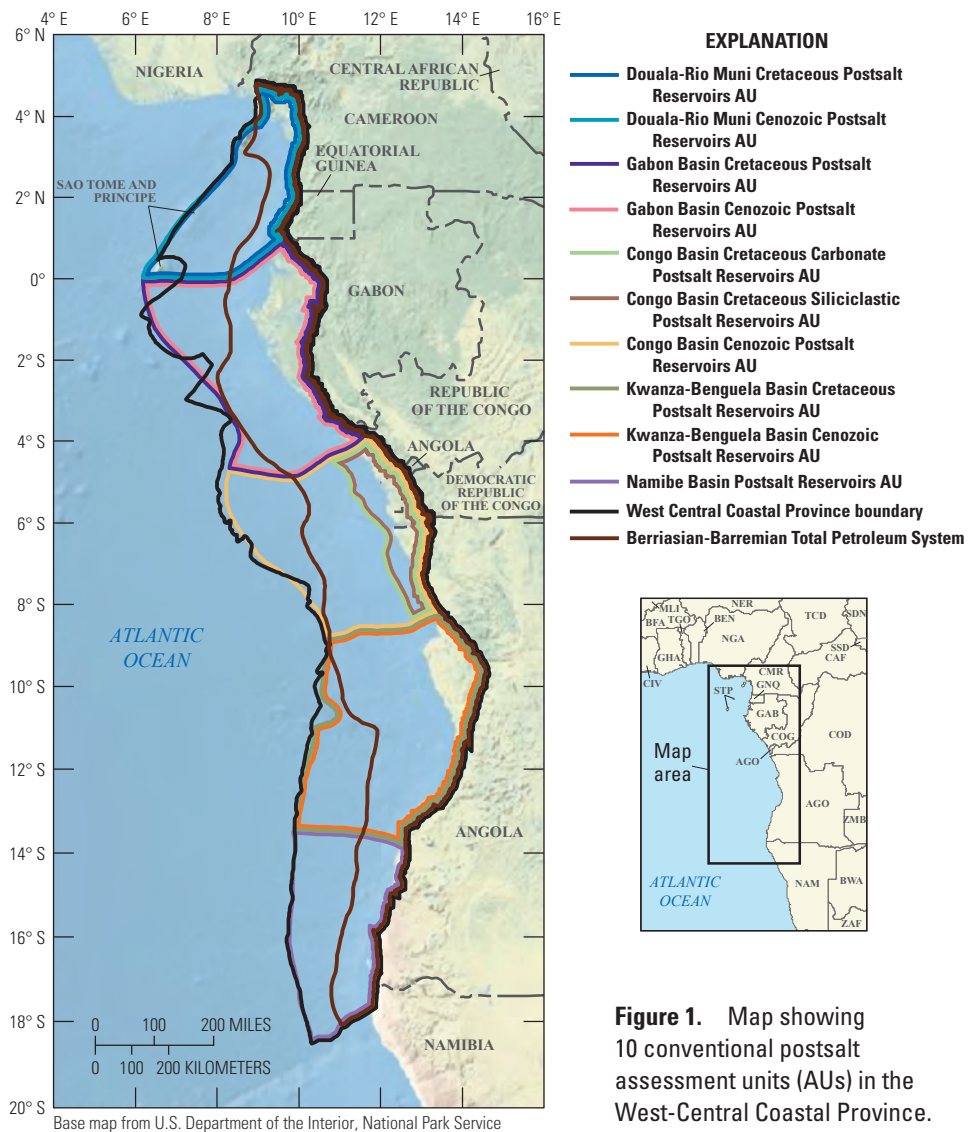 4° E 6° E 8° E 10° E 12° E 14° E 16° E
6° N
4° N
2° N
0°
2° S
4° S
6° S
8° S
10° S
12° S
14° S
16° S
18° S
20° S
NIGERIA
CENTRAL AFRICAN
REPUBLIC
CAMEROON
EQUATORIAL
GUINEA
SAO TOME AND
PRINCIPE
GABON
REPUBLIC
OF THE CONGO
ANGOLA
DEMOCRATIC
REPUBLIC
OF THE CONGO
ATLANTIC
OCEAN
ANGOLA
NAMIBIA
0 100 200 MILES
0 100 200 KILOMETERS
Base map from U.S. Department of the Interior, National Park Service
EXPLANATION
Douala-Rio Muni Cretaceous Postsalt
Reservoirs AU
Douala-Rio Muni Cenozoic Postsalt
Reservoirs AU
Gabon Basin Cretaceous Postsalt
Reservoirs AU
Gabon Basin Cenozoic Postsalt
Reservoirs AU
Congo Basin Cretaceous Carbonate
Postsalt Reservoirs AU
Congo Basin Cretaceous Siliciclastic
Postsalt Reservoirs AU
Congo Basin Cenozoic Postsalt
Reservoirs AU
Kwanza-Benguela Basin Cretaceous
Postsalt Reservoirs AU
Kwanza-Benguela Basin Cenozoic
Postsalt Reservoirs AU
Namibe Basin Postsalt Reservoirs AU
West Central Coastal Province boundary
Berriasian-Barremian Total Petroleum System
MLI
NER
TCD
SDN
BFA
TGO
BEN
NGA
GHA
SSD
CAF
CIV
CMR
STP
GNQ
GAB
COG
COD
Map
area
AGO
AGO
ZMB
NAM
BWA
ZAF
ATLANTIC
OCEAN
Figure 1. Map showing
10 conventional postsalt
assessment units (AUs) in the
West-Central Coastal Province.